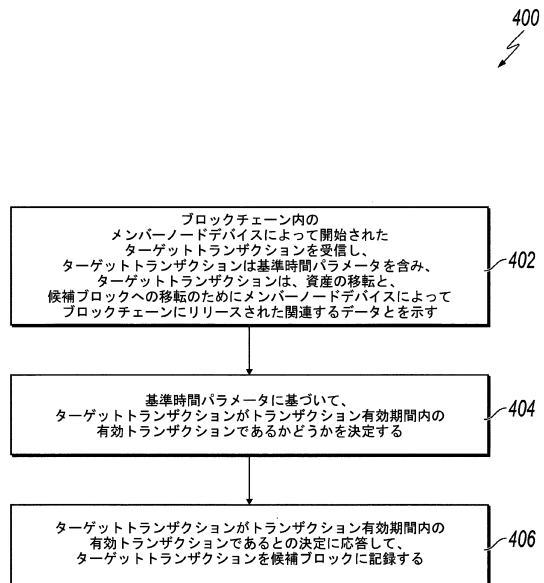 400
ブロックチェーン内の
メンバーノードデバイスによって開始された
ターゲットトランザクションを受信し、
ターゲットトランザクションは基準時間パラメータを含み、
ターゲットトランザクションは、資産の移転と、
候補ブロックへの移転のためにメンバーノードデバイスによって
ブロックチェーンにリリースされた関連するデータとを示す
402
基準時間パラメータに基づいて、
ターゲットトランザクションがトランザクション有効期間内の
有効トランザクションであるかどうかを決定する
404
ターゲットトランザクションがトランザクション有効期間内の
有効トランザクションであるとの決定に応答して、
ターゲットトランザクションを候補ブロックに記録する
406